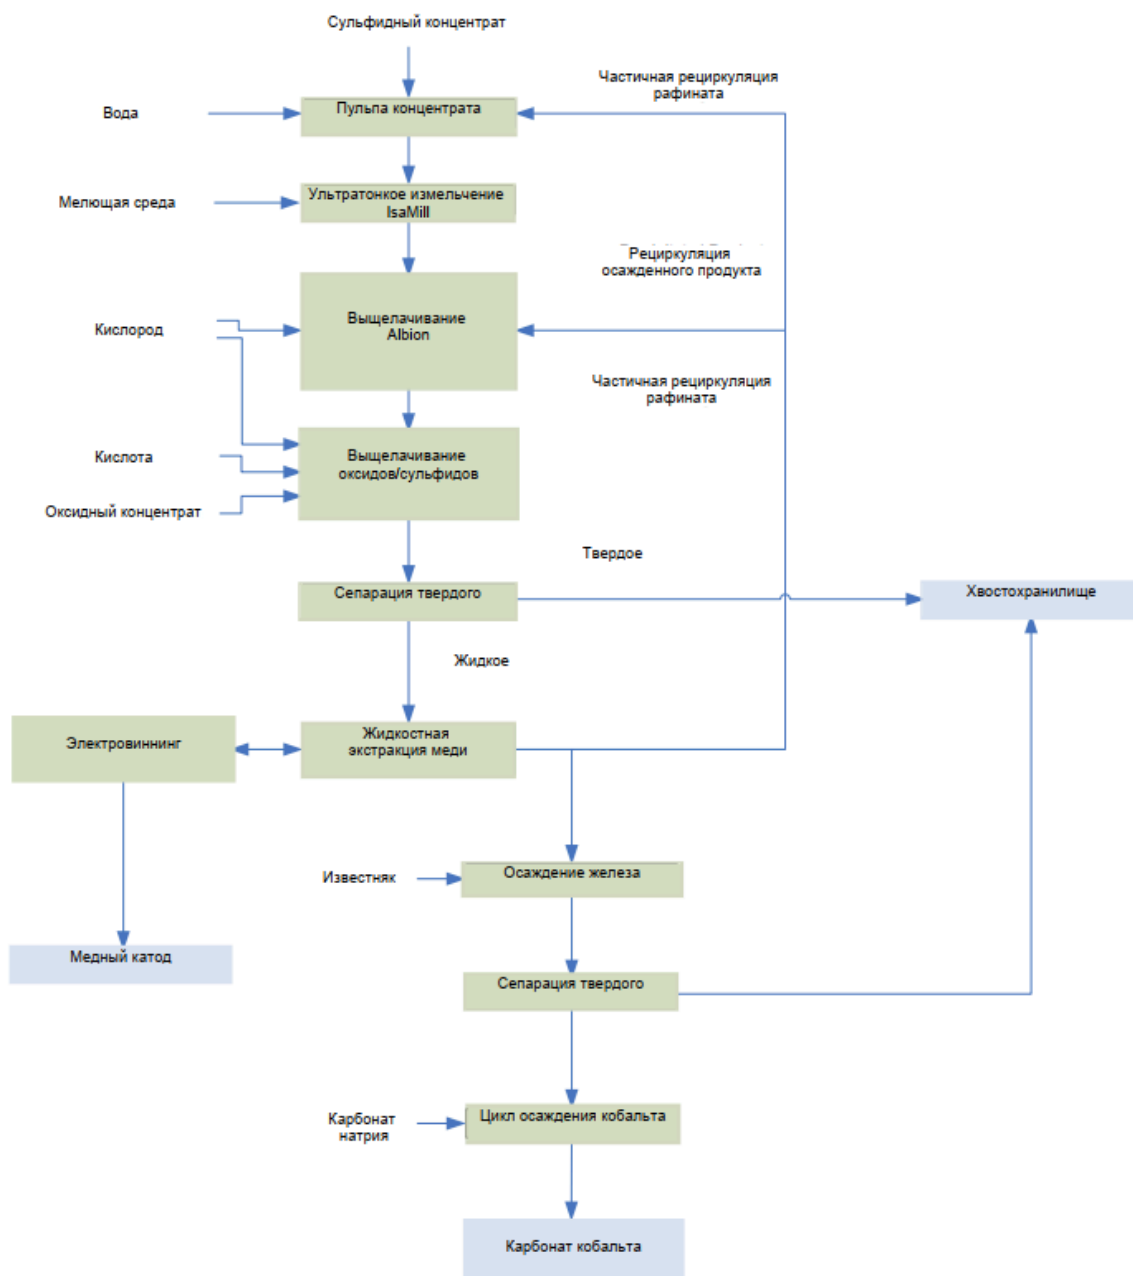 Сульфидный концентрат
Частичная рециркуляция
рафината
Вода
Пульпа концентрата
Мелющая среда
Ультратонкое измельчение
IsaMill
Рециркуляция
осажденного продукта
Кислород
Выщелачивание
Albion
Частичная рециркуляция
рафината
Кислота
Выщелачивание
оксидов/сульфидов
Оксидный концентрат
Твердое
Сепарация твердого
Хвостохранилище
Жидкое
Электровиннинг
Жидкостная
экстракция меди
Известняк
Осаждение железа
Медный катод
Сепарация твердого
Карбонат
натрия
Цикл осаждения кобальта
Карбонат кобальта